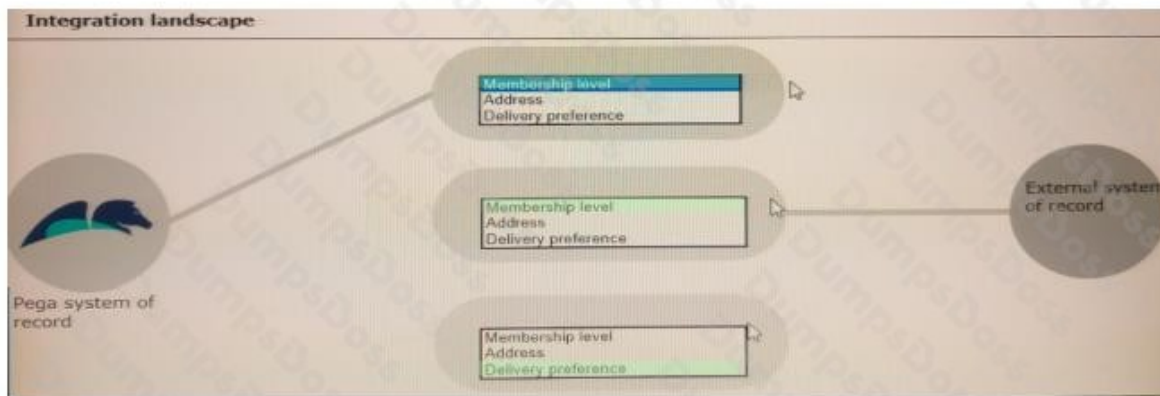 Integration landscape
Membership level
Address
Delivery preference
Membership level
Address
Delivery preference
External system
of record
Pega system of
record
Membership level
Address
Delivery preference
DumpsDoss